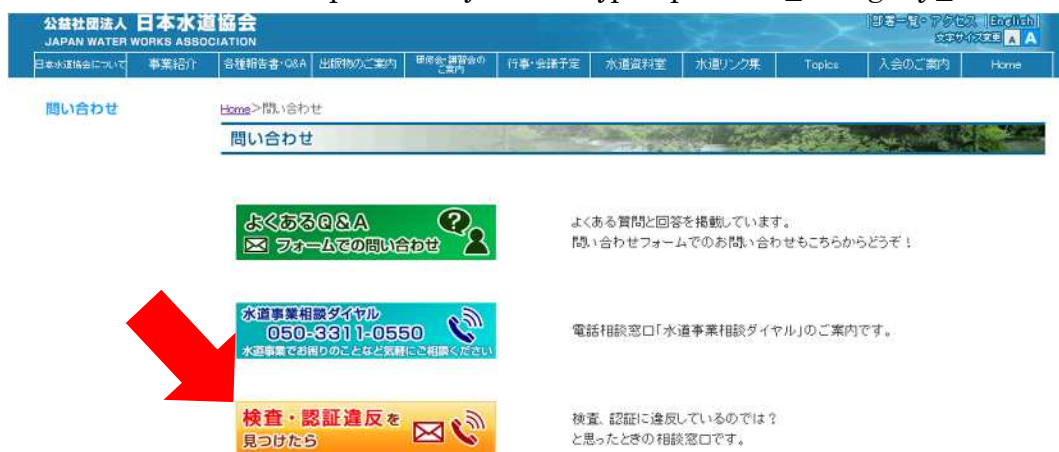 公益社団法人 日本水道協会
JAPAN WATER WORKS ASSOCIATION
部署一覧・アクセス English
文字サイズ変更 A A
日本水道協会について 事業紹介 各種報告書・Q&A 出版物のご案内 研修会・講習会のご案内 行事・会議予定 水道資料室 水道リンク集 Topics 入会のご案内 Home
問い合わせ
Home>問い合わせ
問い合わせ
よくあるQ&A
フォームでの問い合わせ
よくある質問と回答を掲載しています。
問い合わせフォームでのお問い合わせもこちらからどうぞ！
水道事業相談ダイヤル
050-3311-0550
水道事業でお困りのことなど気軽にご相談ください
電話相談窓口「水道事業相談ダイヤル」のご案内です。
検査・認証違反を
見つけたら
検査、認証に違反しているのでは？
と思ったときの相談窓口です。